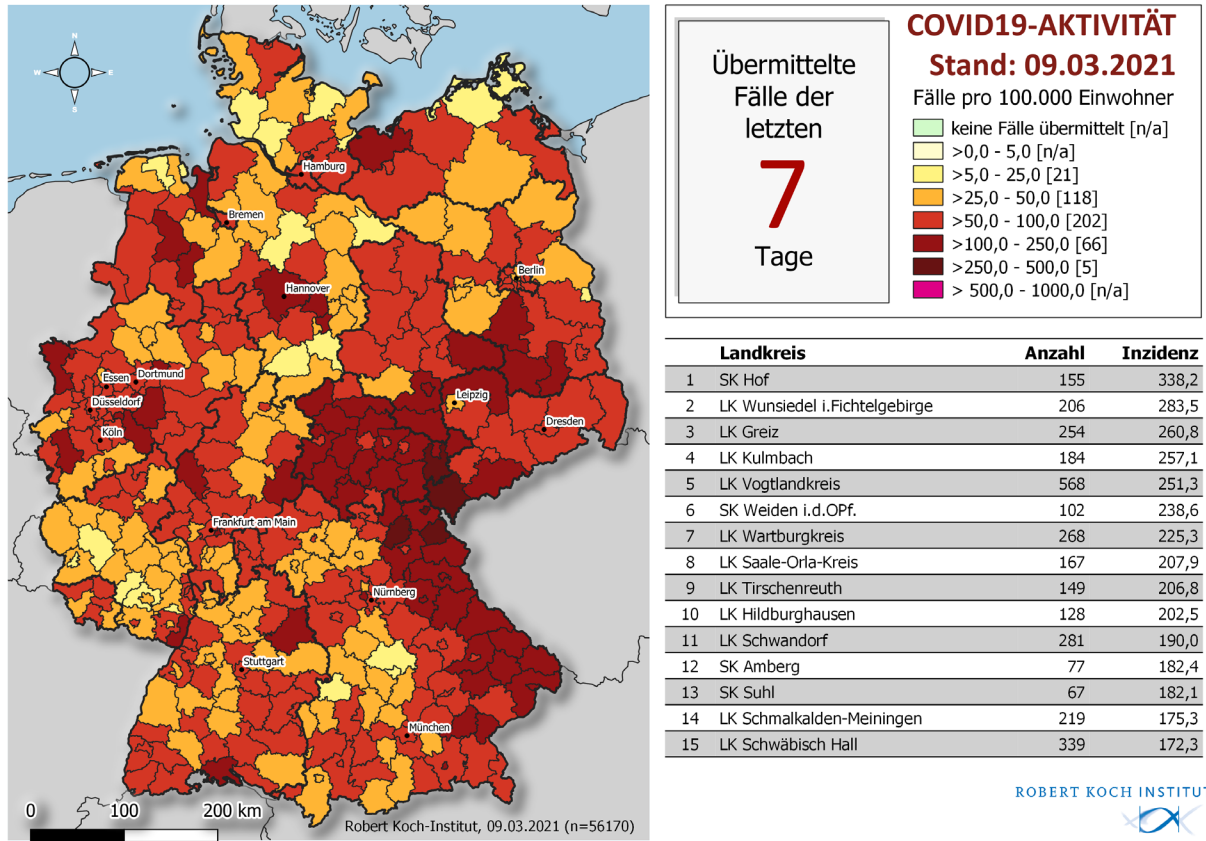 N
W
E
S
Hamburg
Bremen
Berlin
Hannover
Essen
Dortmund
Düsseldorf
Leipzig
Köln
Dresden
Frankfurt am Main
Nürnberg
Stuttgart
München
0 100 200 km
Robert Koch-Institut, 09.03.2021 (n=56170)
Übermittelte
Fälle der
letzten
7
Tage
COVID19-AKTIVITÄT
Stand: 09.03.2021
Fälle pro 100.000 Einwohner
keine Fälle übermittelt [n/a]
>0,0 - 5,0 [n/a]
>5,0 - 25,0 [21]
>25,0 - 50,0 [118]
>50,0 - 100,0 [202]
>100,0 - 250,0 [66]
>250,0 - 500,0 [5]
> 500,0 - 1000,0 [n/a]
Landkreis Anzahl Inzidenz
1 SK Hof 155 338,2
2 LK Wunsiedel i.Fichtelgebirge 206 283,5
3 LK Greiz 254 260,8
4 LK Kulmbach 184 257,1
5 LK Vogtlandkreis 568 251,3
6 SK Weiden i.d.OPf. 102 238,6
7 LK Wartburgkreis 268 225,3
8 LK Saale-Orla-Kreis 167 207,9
9 LK Tirschenreuth 149 206,8
10 LK Hildburghausen 128 202,5
11 LK Schwandorf 281 190,0
12 SK Amberg 77 182,4
13 SK Suhl 67 182,1
14 LK Schmalkalden-Meiningen 219 175,3
15 LK Schwäbisch Hall 339 172,3
ROBERT KOCH INSTITUT